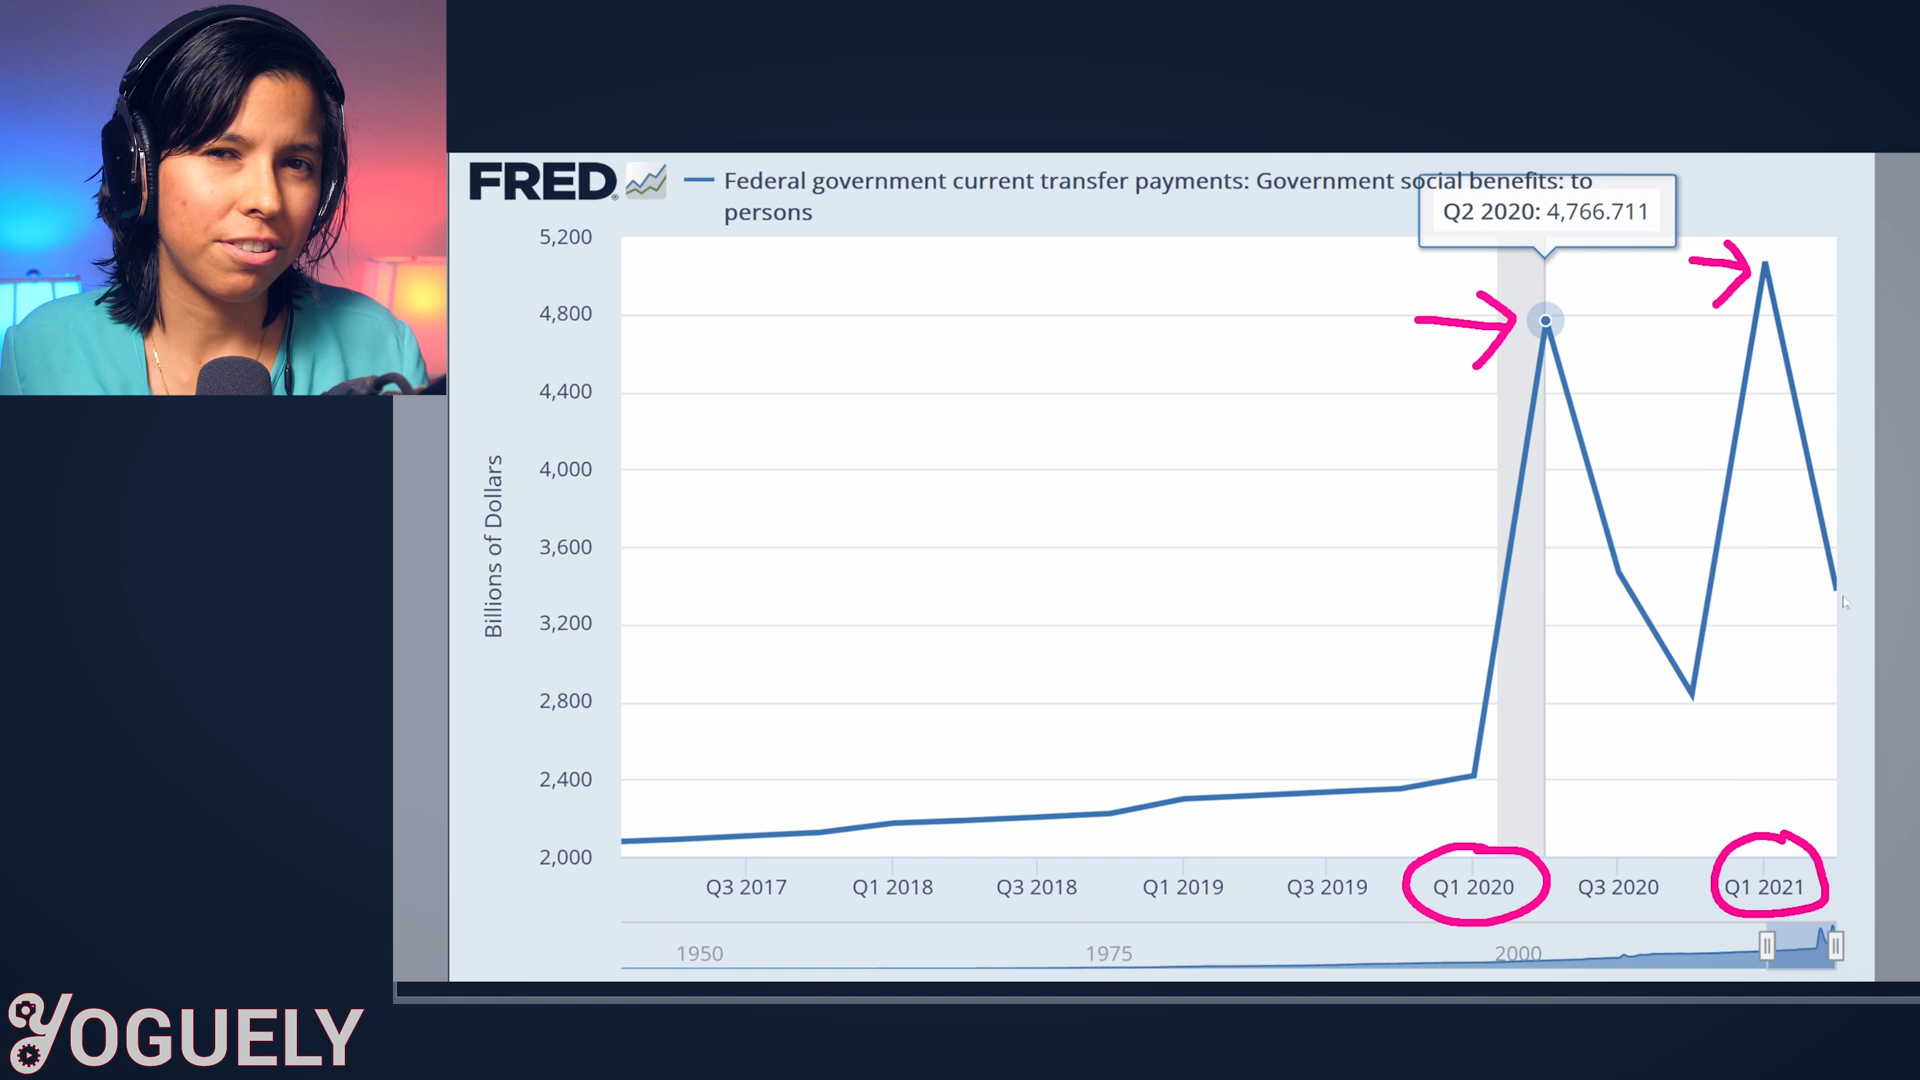 FRED
Federal government current transfer payments: Government social benefits: to
persons
Q2 2020: 4,766.711
5,200
4,800
4,400
4,000
3,600
3,200
2,800
2,400
2,000
Billions of Dollars
Q3 2017 Q1 2018 Q3 2018 Q1 2019 Q3 2019 Q1 2020 Q3 2020 Q1 2021
1950 1975 2000
YOGUELY